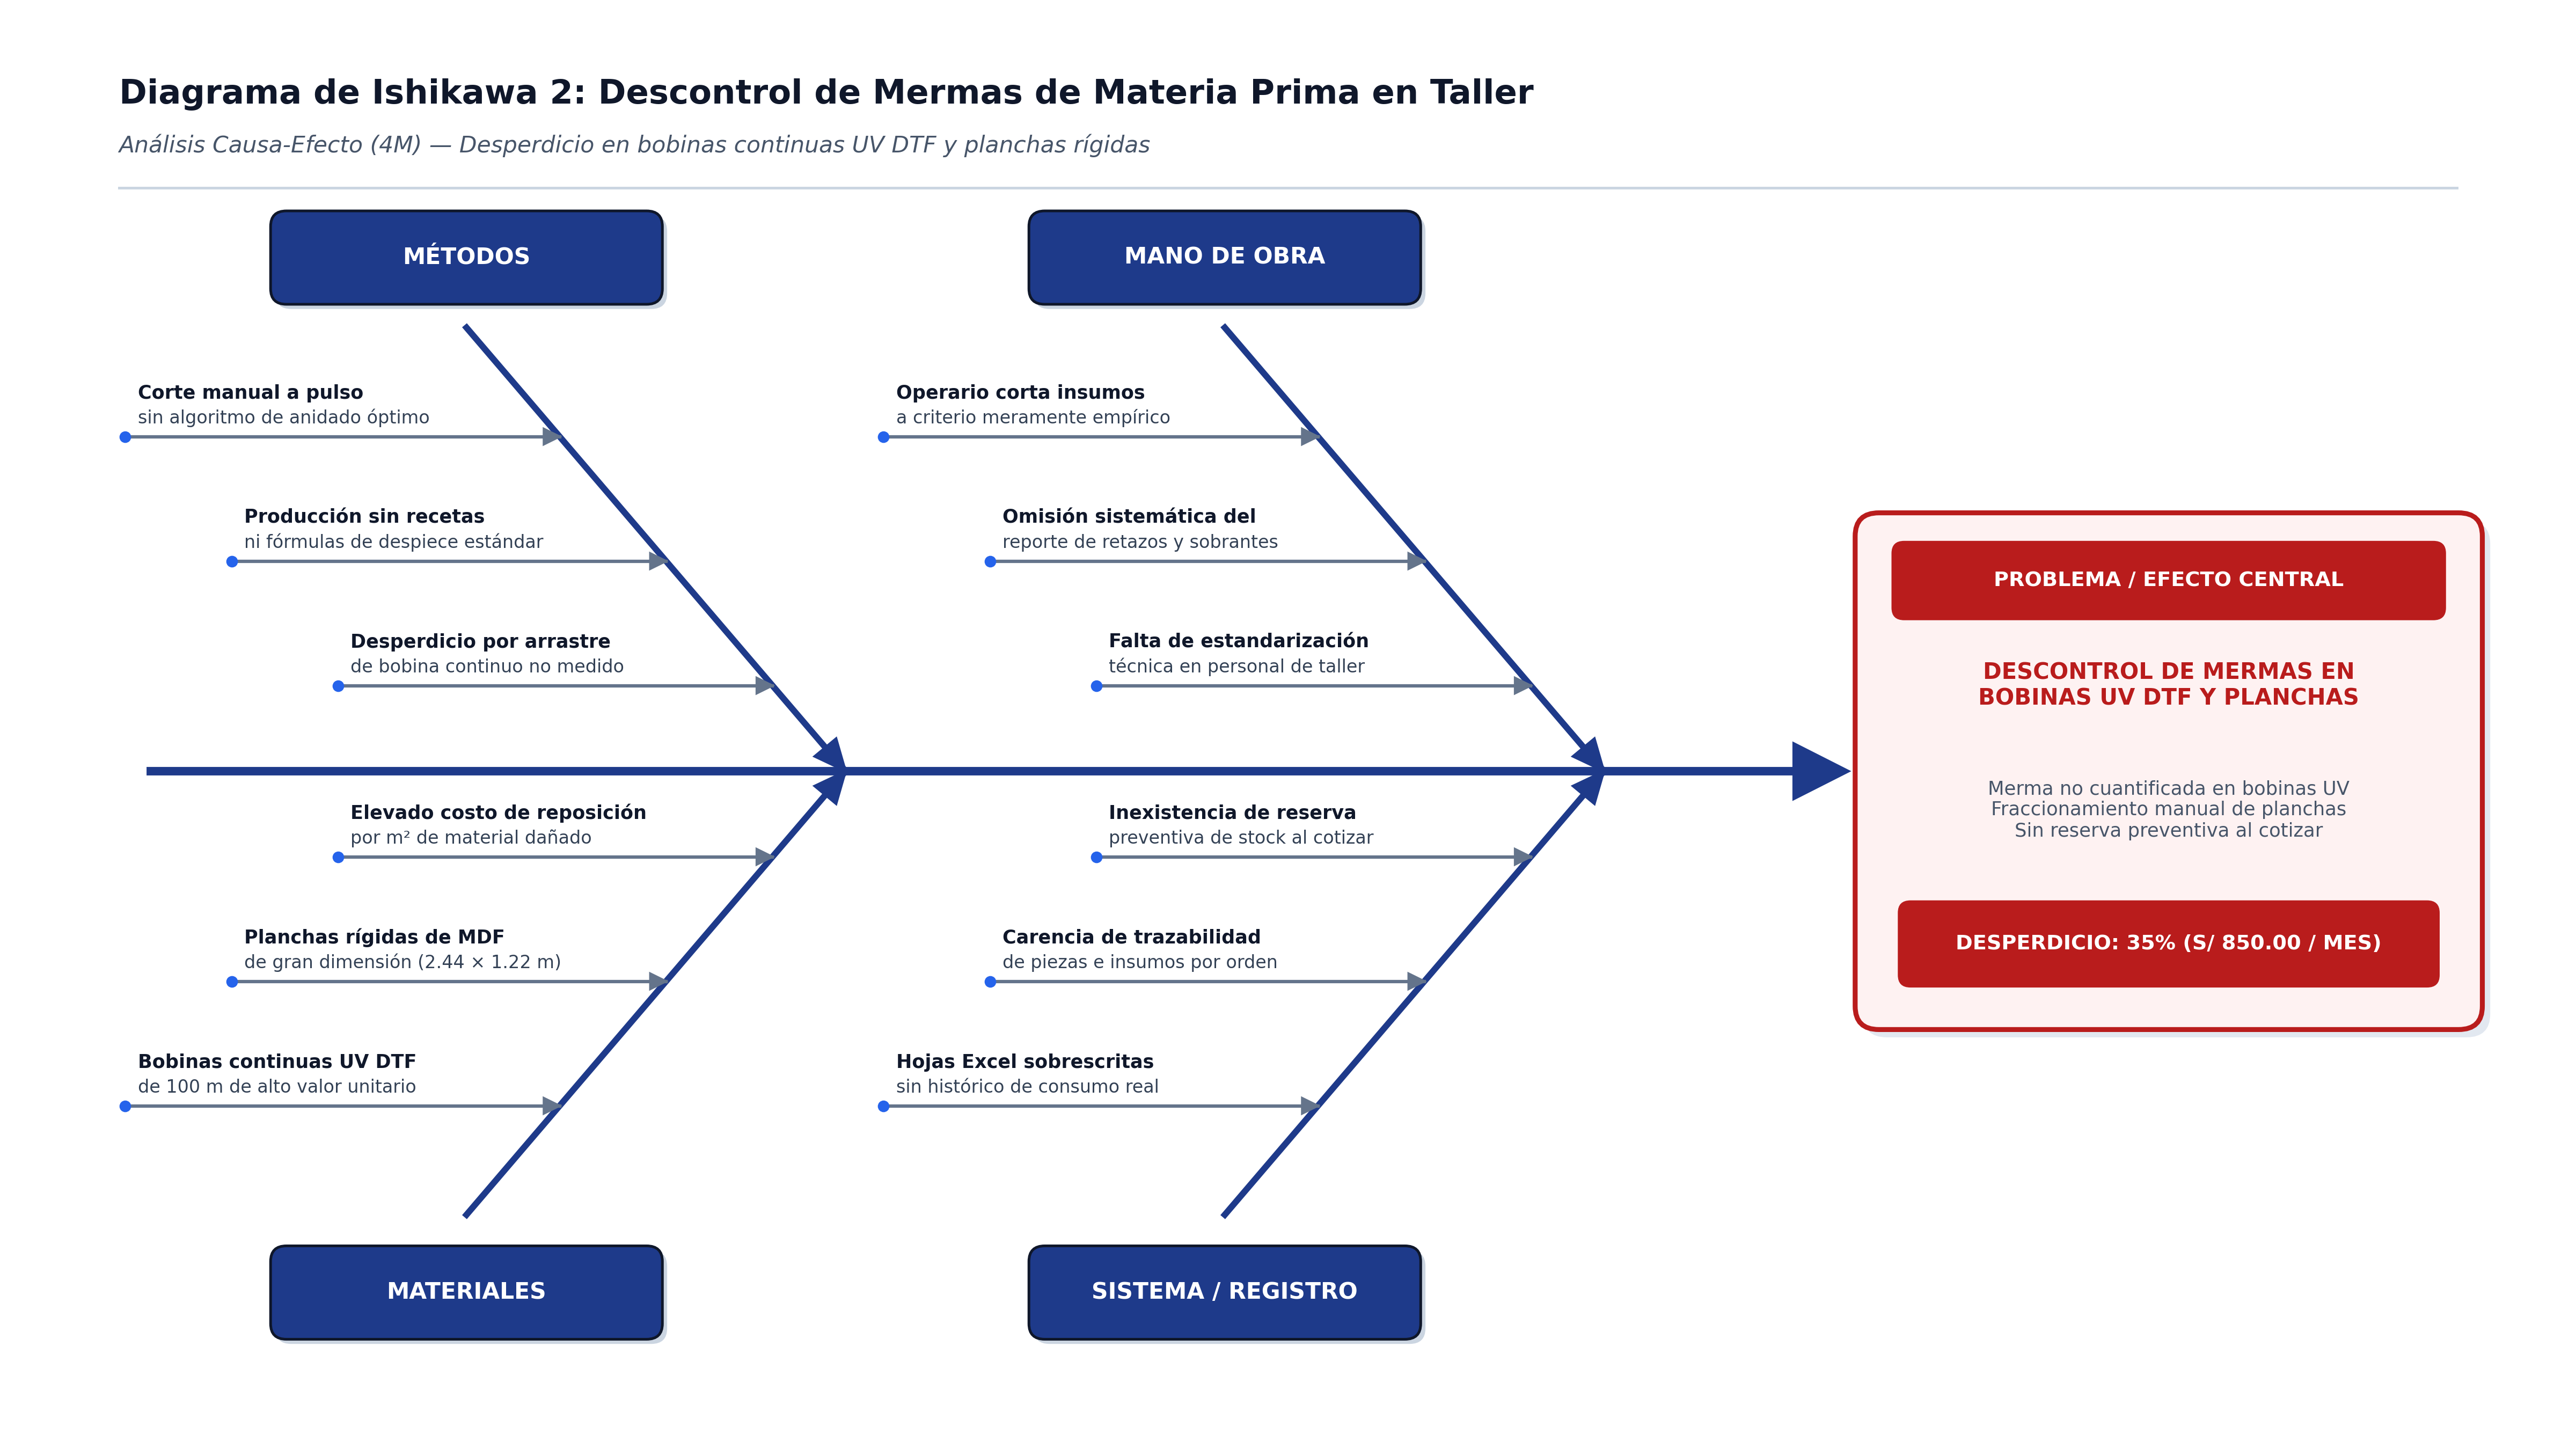 Diagrama de Ishikawa 2: Descontrol de Mermas de Materia Prima en Taller
Análisis Causa-Efecto (4M) — Desperdicio en bobinas continuas UV DTF y planchas rígidas
MÉTODOS
Corte manual a pulso
sin algoritmo de anidado óptimo
Producción sin recetas
ni fórmulas de despiece estándar
Desperdicio por arrastre
de bobina continuo no medido
MANO DE OBRA
Operario corta insumos
a criterio meramente empírico
Omisión sistemática del
reporte de retazos y sobrantes
Falta de estandarización
técnica en personal de taller
Elevado costo de reposición
por m² de material dañado
Planchas rígidas de MDF
de gran dimensión (2.44 × 1.22 m)
Bobinas continuas UV DTF
de 100 m de alto valor unitario
MATERIALES
Inexistencia de reserva
preventiva de stock al cotizar
Carencia de trazabilidad
de piezas e insumos por orden
Hojas Excel sobrescritas
sin histórico de consumo real
SISTEMA / REGISTRO
PROBLEMA / EFECTO CENTRAL
DESCONTROL DE MERMAS EN
BOBINAS UV DTF Y PLANCHAS
Merma no cuantificada en bobinas UV
Fraccionamiento manual de planchas
Sin reserva preventiva al cotizar
DESPERDICIO: 35% (S/ 850.00 / MES)